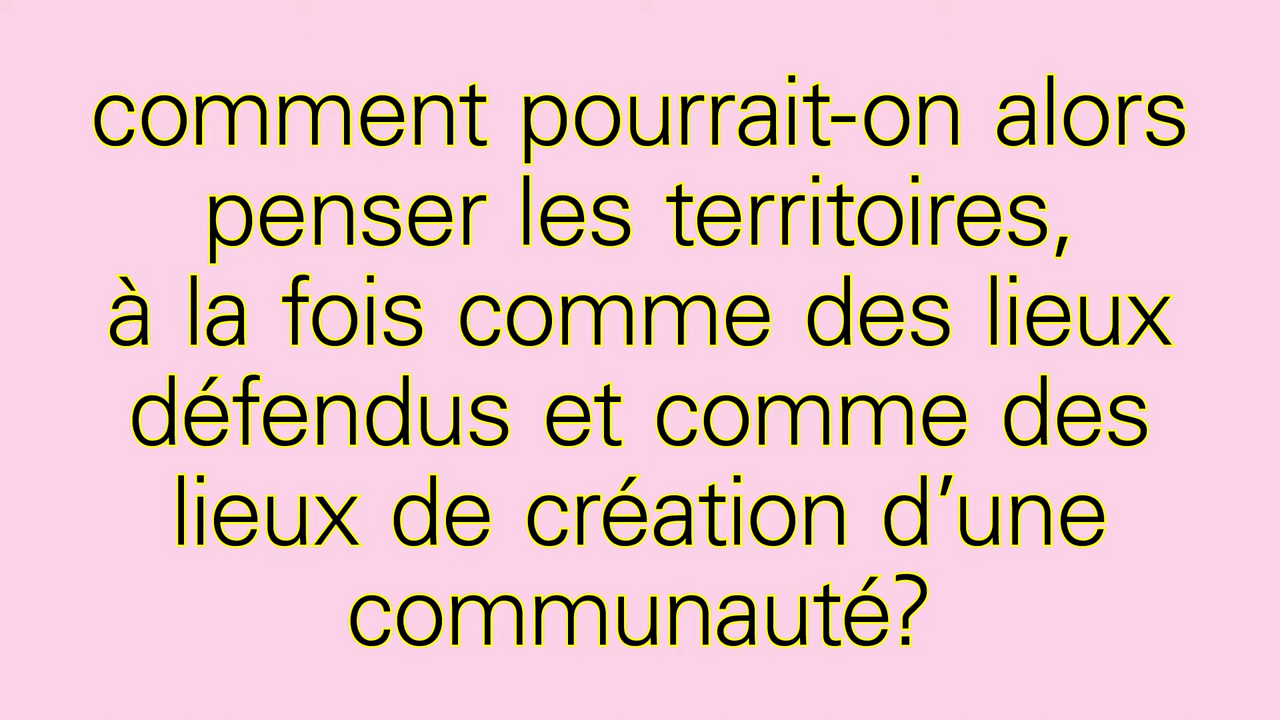 comment pourrait-on alors
penser les territoires,
à la fois comme des lieux
défendus et comme des
lieux de création d’une
communauté?